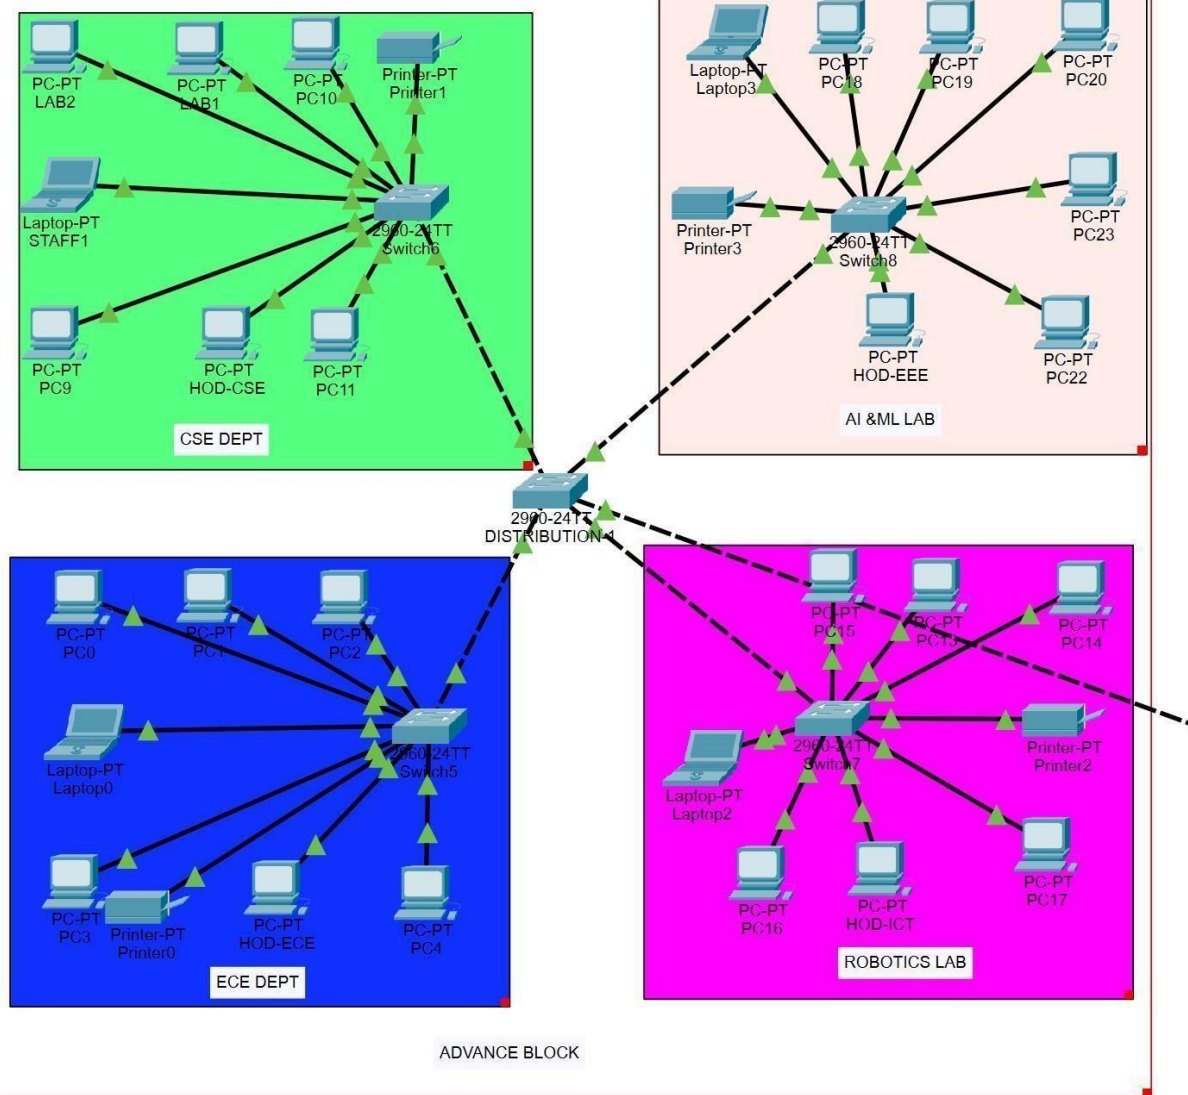 PC-PT
LAB2
PC-PT
LAB1
PC-PT
PC10
Printer-PT
Printer1
Laptop-PT
STAFF1
2960-24TT
Switch6
PC-PT
PC9
PC-PT
HOD-CSE
PC-PT
PC11
CSE DEPT
Laptop-PT
Laptop3
PC-PT
PC18
PC-PT
PC19
PC-PT
PC20
Printer-PT
Printer3
2960-24TT
Switch8
PC-PT
PC23
PC-PT
HOD-EEE
PC-PT
PC22
AI &ML LAB
2960-24TT
DISTRIBUTION-1
PC-PT
PC0
PC-PT
PC1
PC-PT
PC2
Laptop-PT
Laptop0
2960-24TT
Switch5
PC-PT
PC3
Printer-PT
Printer0
PC-PT
HOD-ECE
PC-PT
PC4
ECE DEPT
PC-PT
PC15
PC-PT
PC13
PC-PT
PC14
Laptop-PT
Laptop2
2960-24TT
Switch7
Printer-PT
Printer2
PC-PT
PC16
PC-PT
HOD-ICT
PC-PT
PC17
ROBOTICS LAB
ADVANCE BLOCK